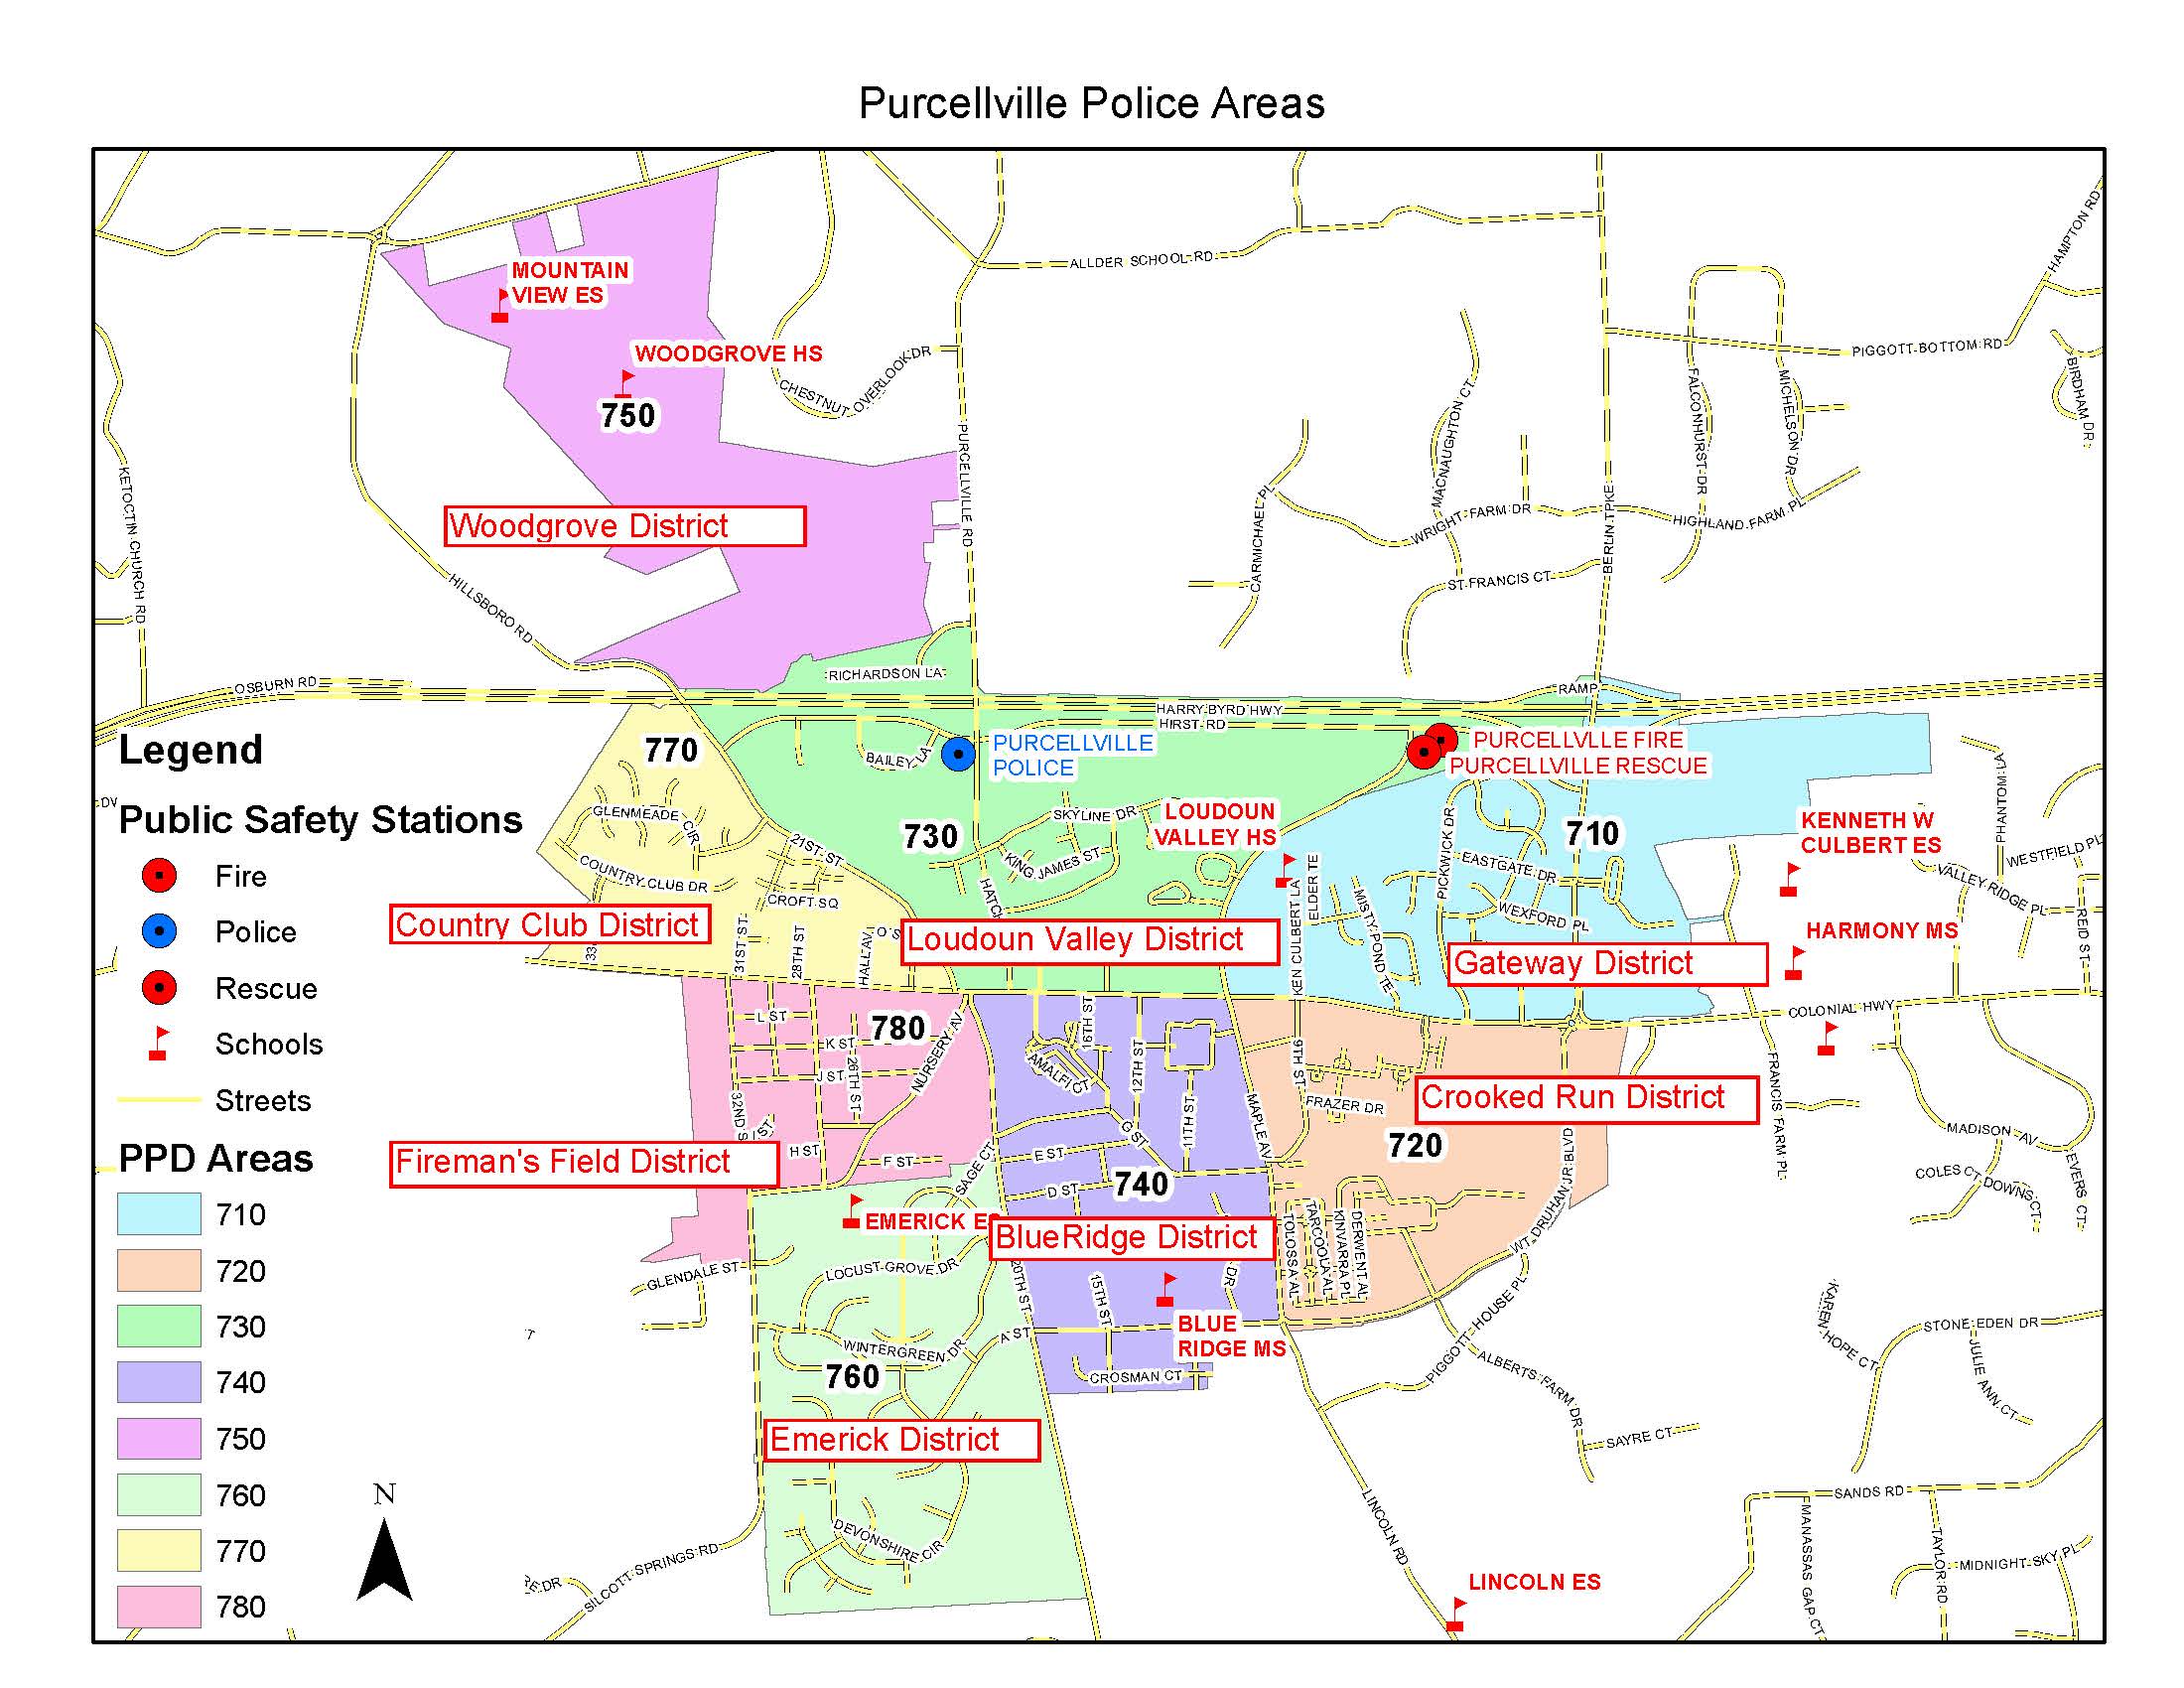 Purcellville Police Areas
HAMPTON RD
ALLDER SCHOOL RD
MOUNTAIN
VIEW ES
WOODGROVE HS
750
CHESTNUT OVERLOOK DR
PIGGOTT BOTTOM RD
BIRDHAM DR
MACNAUGHTON CT
FALCONHURST DR
MICHELSON DR
KETOCTIN CHURCH RD
PURCELLVILLE RD
CARMICHAEL PL
WRIGHT FARM DR
BERLIN TPKE
HIGHLAND FARM PL
Woodgrove District
ST FRANCIS CT
HILLSBORO RD
OSBURN RD
RICHARDSON LA
RAMP
HARRY BYRD HWY
HIRST RD
Legend
770
BAILEY LA
PURCELLVILLE
POLICE
PURCELLVLLE FIRE
PURCELLVILLE RESCUE
PHANTOM LA
DV
Public Safety Stations
GLENMEADE CIR
21ST ST
730
SKYLINE DR
LOUDOUN
VALLEY HS
710
KENNETH W
CULBERT ES
WESTFIELD PL
Fire
COUNTRY CLUB DR
KING JAMES ST
ELDER TE
PICKWICK DR
EASTGATE DR
VALLEY RIDGE PL
CROFT SQ
HATCH
KEN CULBERT LA
MISTY POND TE
WEXFORD PL
REID ST
Police
Country Club District
33
31ST ST
28TH ST
HALL AV
O S
Loudoun Valley District
Gateway District
HARMONY MS
Rescue
L ST
780
16TH ST
COLONIAL HWY
Schools
K ST
NURSERY AV
AMALFI CT
12TH ST
9TH ST
J ST
26TH ST
FRANCIS FARM PL
Streets
32ND S
FRAZER DR
Crooked Run District
I ST
11TH ST
MAPLE AV
G ST
MADISON AV
PPD Areas
Fireman's Field District
H ST
F ST
SAGE CT
E ST
740
720
WT DRUHAN JR BLVD
COLES CT
DOWNS CT
EVERS CT
D ST
710
EMERICK E
BlueRidge District
TOLOSSA AL
TARCOOLA AL
KINVARRA PL
DERWENT AL
720
GLENDALE ST
LOCUST GROVE DR
20TH ST
15TH ST
DR
PIGGOTT HOUSE PL
KAREN HOPE CT
730
T
A ST
BLUE
RIDGE MS
STONE EDEN DR
WINTERGREEN DR
ALBERTS FARM DR
JULIE ANN CT
740
760
CROSMAN CT
750
Emerick District
SAYRE CT
760
N
SANDS RD
LINCOLN RD
770
DEVONSHIRE CIR
MANASSAS GAP CT
TAYLOR RD
MIDNIGHT SKY PL
RE DR
SILCOTT SPRINGS RD
LINCOLN ES
780